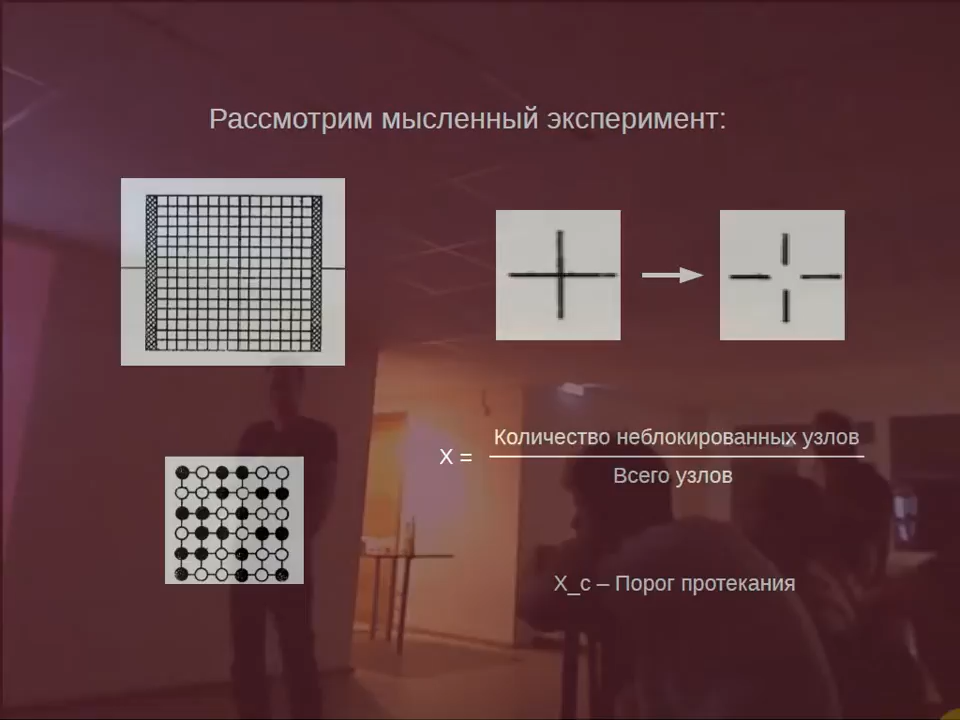 Рассмотрим мысленный эксперимент:
X =
Количество неблокированных узлов
Всего узлов
X_c – Порог протекания